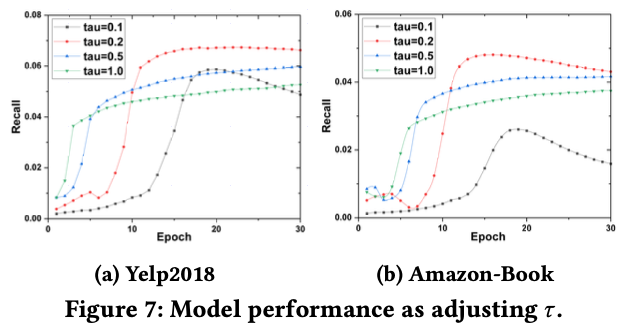 0.08
0.06
0.04
0.02
0.00
Recall
tau=0.1
tau=0.2
tau=0.5
tau=1.0
0 10 20 30
Epoch
(a) Yelp2018
0.06
0.04
0.02
0.00
Recall
tau=0.1
tau=0.2
tau=0.5
tau=1.0
0 10 20 30
Epoch
(b) Amazon-Book
Figure 7: Model performance as adjusting τ.